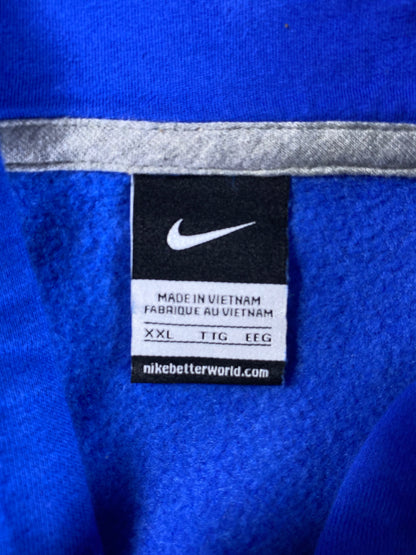 MADE IN VIETNAM
FABRIQUE AU VIETNAM
XXL TTG EEG
nikebetterworld.com